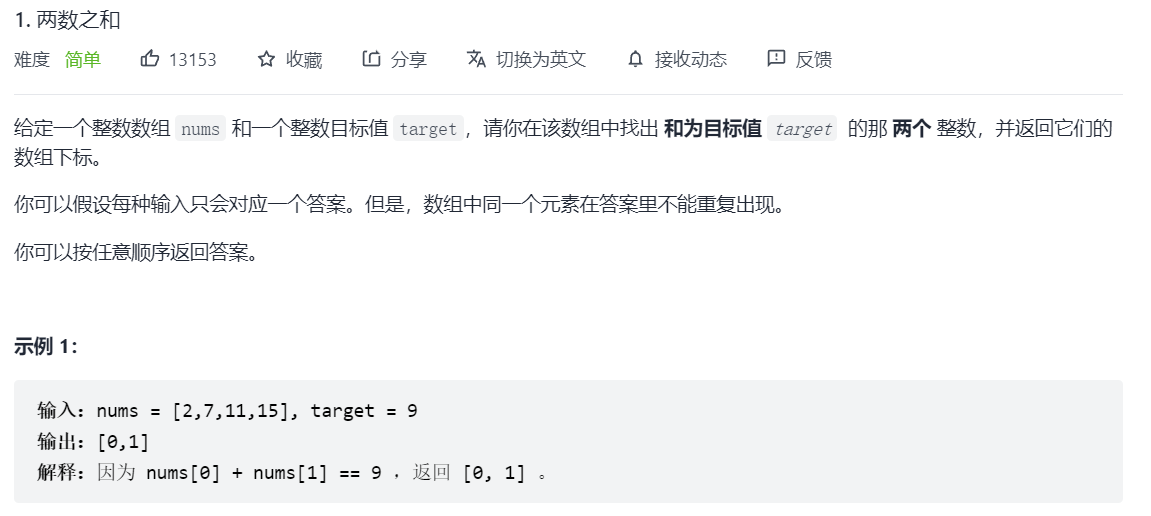 1. 两数之和
难度 简单 13153 收藏 分享 切换为英文 接收动态 反馈
给定一个整数数组 nums 和一个整数目标值 target，请你在该数组中找出 和为目标值 target 的那 两个 整数，并返回它们的
数组下标。
你可以假设每种输入只会对应一个答案。但是，数组中同一个元素在答案里不能重复出现。
你可以按任意顺序返回答案。
示例 1：
输入：nums = [2,7,11,15], target = 9
输出：[0,1]
解释：因为 nums[0] + nums[1] == 9 ，返回 [0, 1] 。